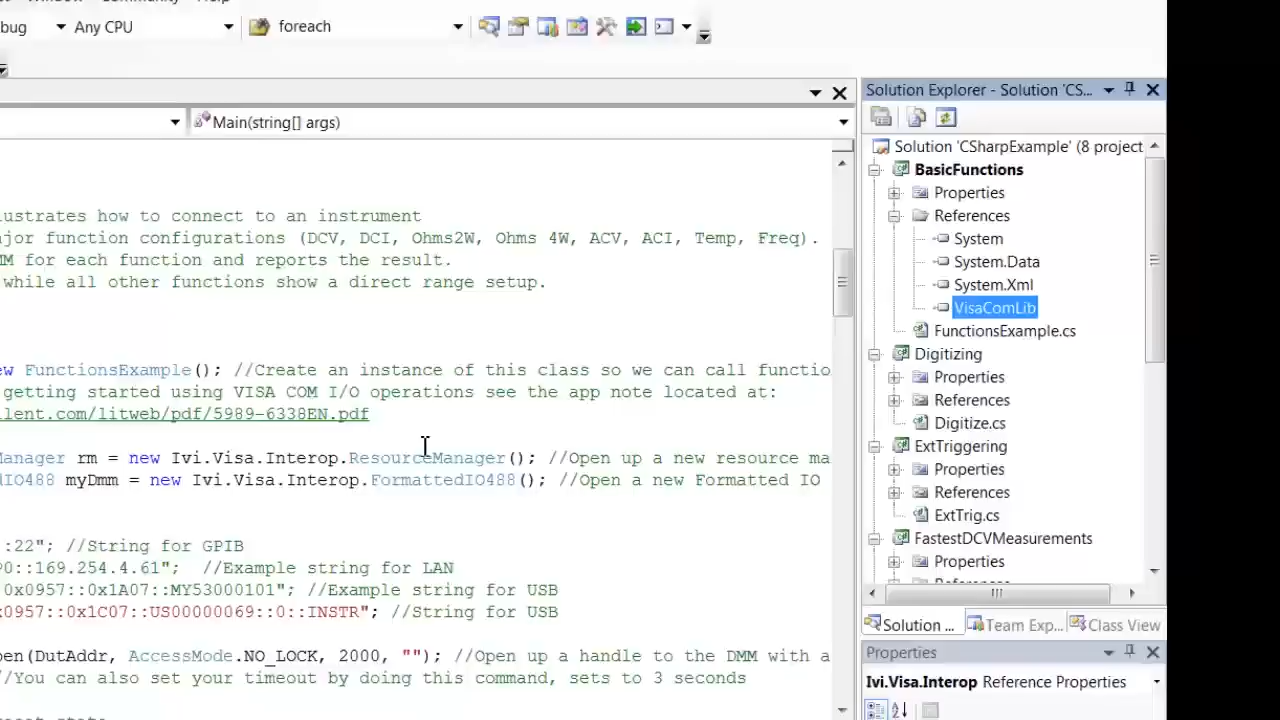 Community
bug
Any CPU
foreach
Main(string[] args)
Solution Explorer - Solution 'CS...
Solution 'CSharpExample' (8 project
BasicFunctions
Properties
References
System
System.Data
System.Xml
VisaComLib
FunctionsExample.cs
Digitizing
Properties
References
Digitize.cs
ExtTriggering
Properties
References
ExtTrig.cs
FastestDCVMeasurements
Properties
References
lustrates how to connect to an instrument
ajor function configurations (DCV, DCI, Ohms2W, Ohms 4W, ACV, ACI, Temp, Freq).
MM for each function and reports the result.
while all other functions show a direct range setup.
ew FunctionsExample(); //Create an instance of this class so we can call functio
getting started using VISA COM I/O operations see the app note located at:
ilent.com/litweb/pdf/5989-6338EN.pdf
Manager rm = new Ivi.Visa.Interop.ResourceManager(); //Open up a new resource ma
dIO488 myDmm = new Ivi.Visa.Interop.FormattedIO488(); //Open a new Formatted IO
:22"; //String for GPIB
P0::169.254.4.61"; //Example string for LAN
0x0957::0x1A07::MY53000101"; //Example string for USB
x0957::0x1C07::US00000069::0::INSTR"; //String for USB
pen(DutAddr, AccessMode.NO_LOCK, 2000, ""); //Open up a handle to the DMM with a
//You can also set your timeout by doing this command, sets to 3 seconds
Solution ...
Team Exp...
Class View
Properties
Ivi.Visa.Interop Reference Properties